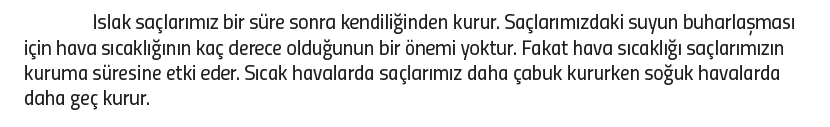 Islak saçlarımız bir süre sonra kendiliğinden kurur. Saçlarımızdaki suyun buharlaşması
için hava sıcaklığının kaç derece olduğunun bir önemi yoktur. Fakat hava sıcaklığı saçlarımızın
kuruma süresine etki eder. Sıcak havalarda saçlarımız daha çabuk kururken soğuk havalarda
daha geç kurur.